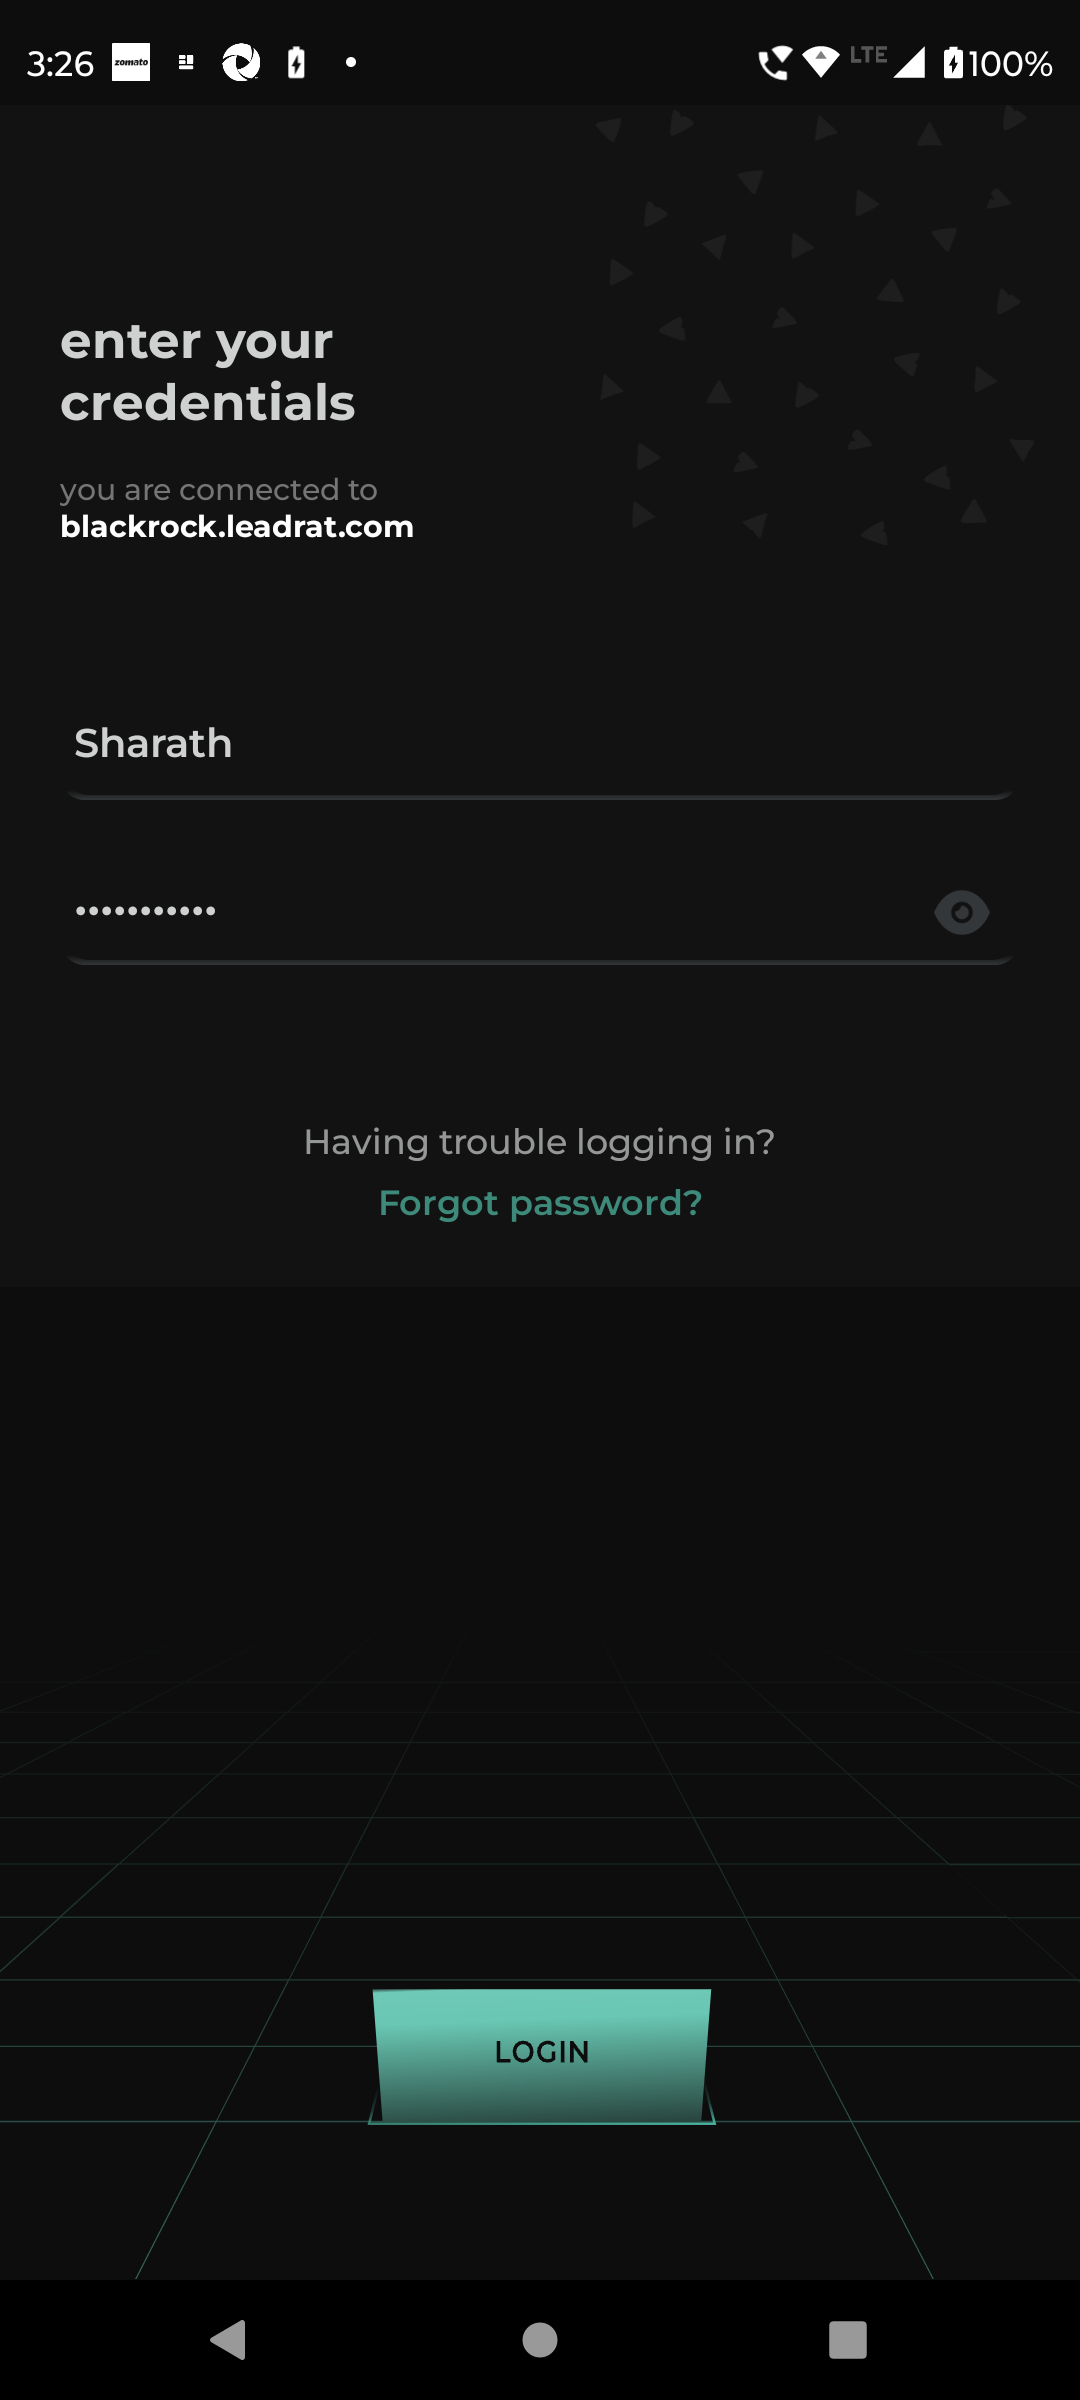 3:26 zomato LTE 100%
enter your
credentials
you are connected to
blackrock.leadrat.com
Sharath
•••••••••••
Having trouble logging in?
Forgot password?
LOGIN